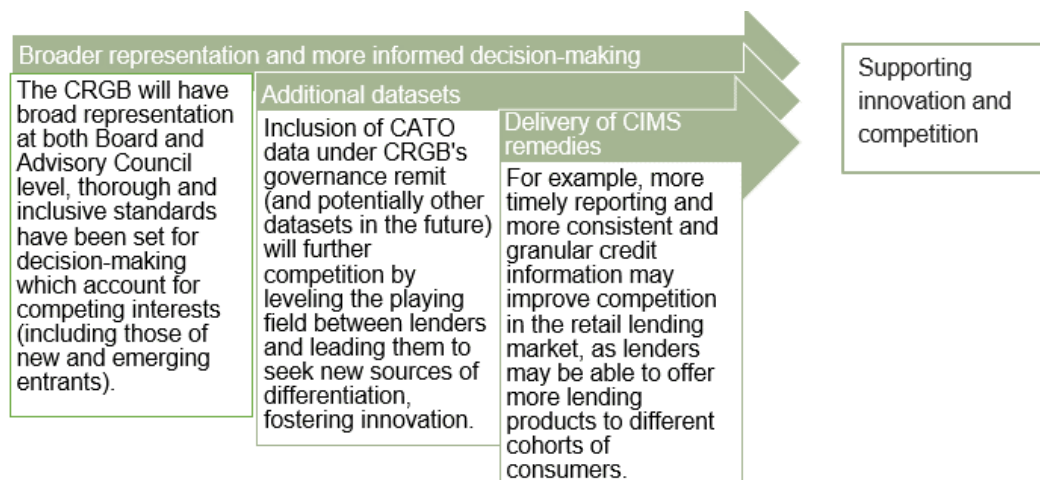 Broader representation and more informed decision-making
The CRGB will have
broad representation
at both Board and
Advisory Council
level, thorough and
inclusive standards
have been set for
decision-making
which account for
competing interests
(including those of
new and emerging
entrants).
Additional datasets
Inclusion of CATO
data under CRGB's
governance remit
(and potentially other
datasets in the future)
will further
competition by
leveling the playing
field between lenders
and leading them to
seek new sources of
differentiation,
fostering innovation.
Delivery of CIMS
remedies
For example, more
timely reporting and
more consistent and
granular credit
information may
improve competition
in the retail lending
market, as lenders
may be able to offer
more lending
products to different
cohorts of
consumers.
Supporting
innovation and
competition